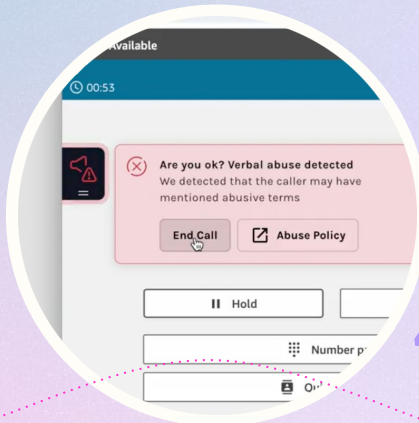 Available
00:53
Are you ok? Verbal abuse detected
We detected that the caller may have
mentioned abusive terms
End Call
Abuse Policy
Hold
Number